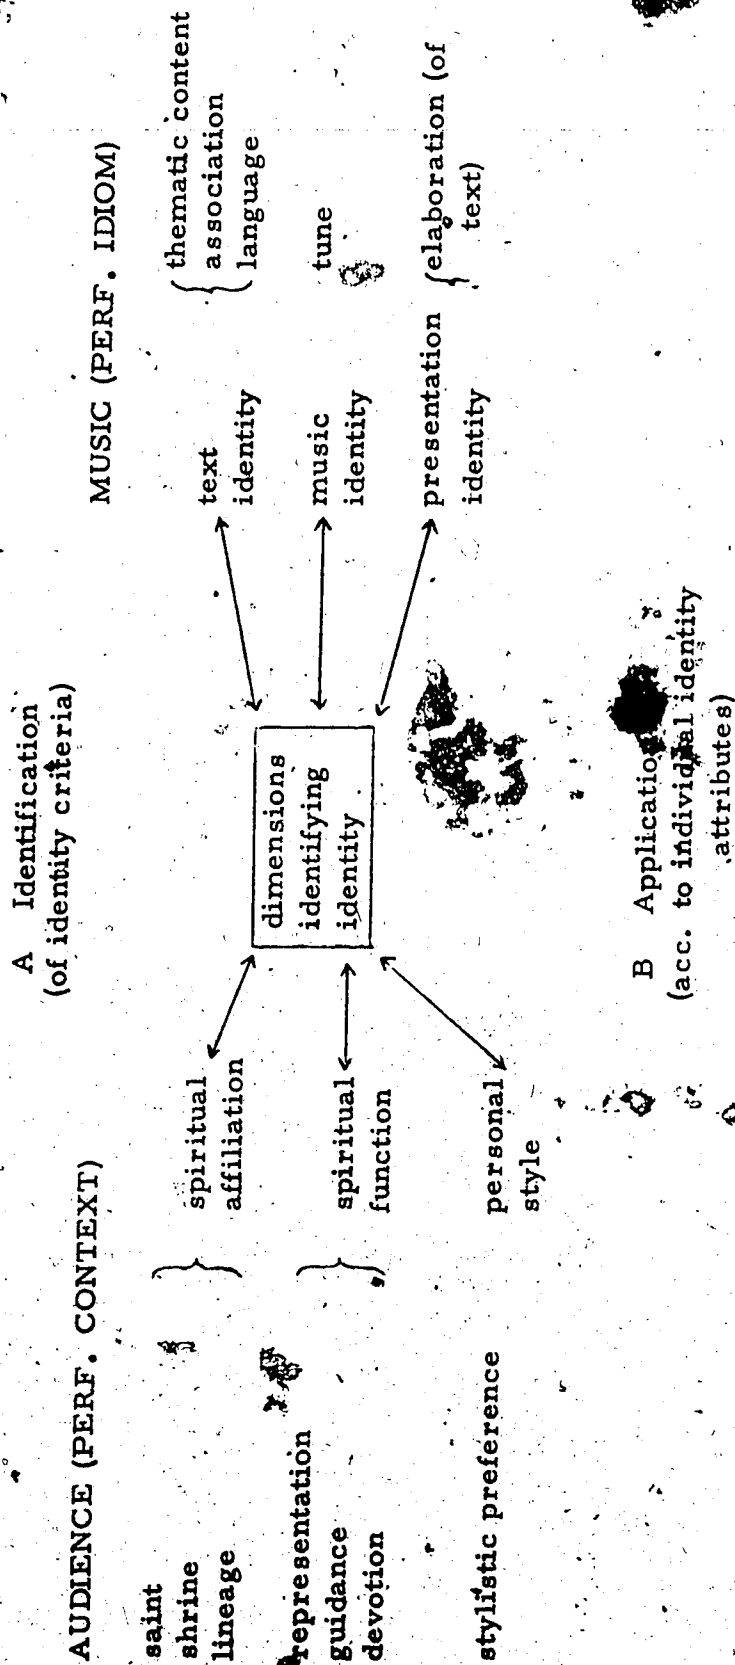 A Identification
(of identity criteria)
AUDIENCE (PERF. CONTEXT)
MUSIC (PERF. IDIOM)
saint
shrine
lineage
spiritual
affiliation
representation
guidance
devotion
spiritual
function
stylistic preference
personal
style
dimensions
identifying
identity
text
identity
thematic content
association
language
music
identity
tune
presentation
identity
elaboration (of
text)
B Application
(acc. to individual identity
attributes)